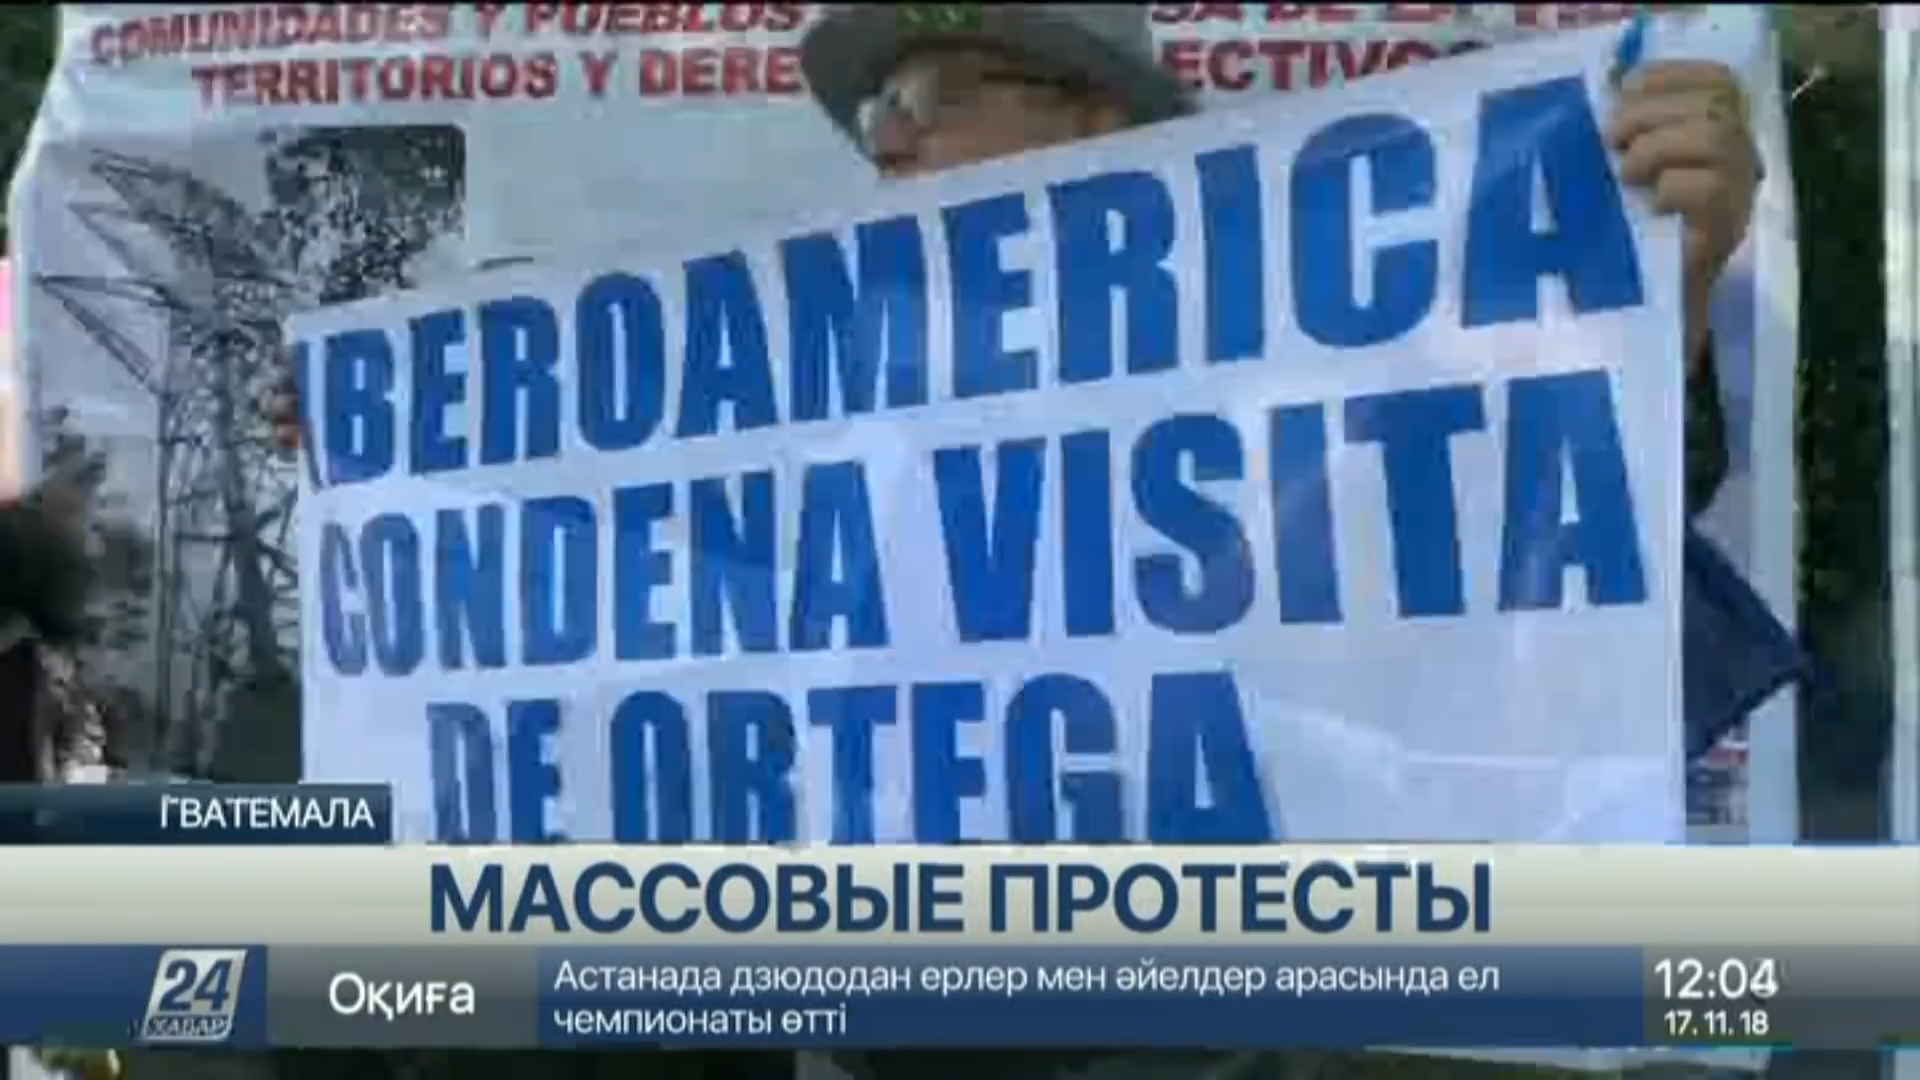 COMUNIDADES Y PUEBLOS
TERRITORIOS Y DERE ECTIVOS
IBEROAMERICA
CONDENA VISITA
DE ORTEGA
ГВАТЕМАЛА
МАССОВЫЕ ПРОТЕСТЫ
24
ХАБАР
Оқиға
Астанада дзюдодан ерлер мен әйелдер арасында ел
чемпионаты өтті
12:04
17.11.18